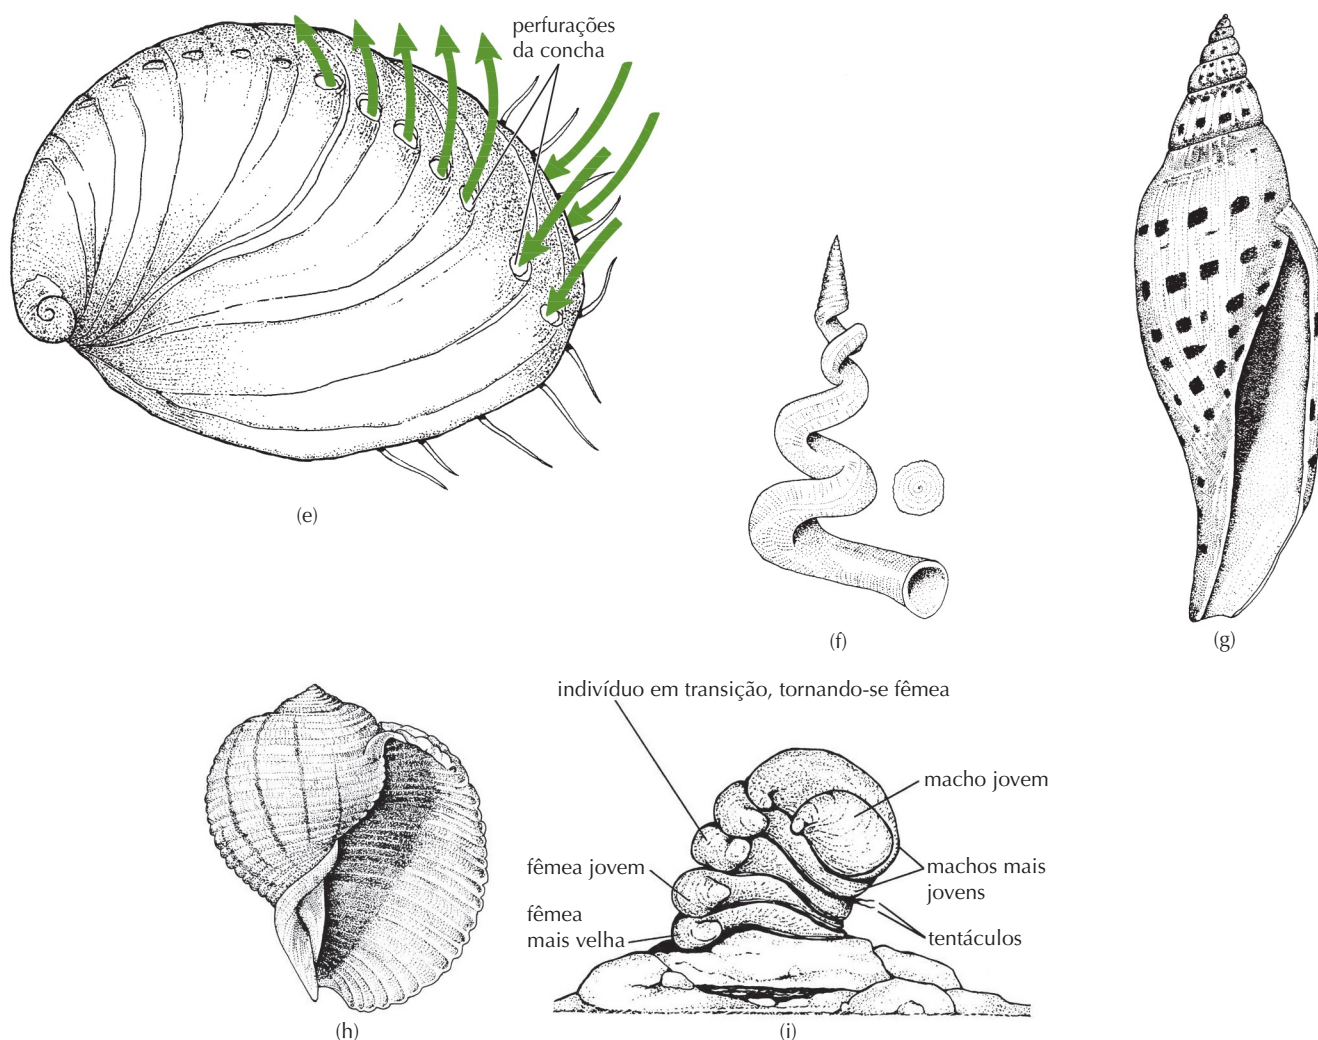 perfurações
da concha
(e)
(f)
(g)
indivíduo em transição, tornando-se fêmea
macho jovem
fêmea jovem
machos mais
jovens
fêmea
mais velha
tentáculos
(h)
(i)